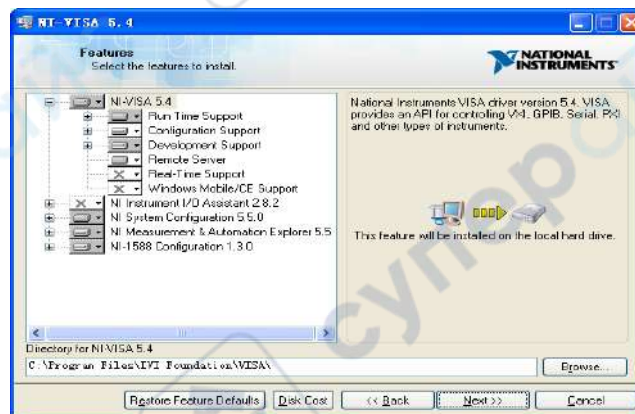 NI-VISA 5.4
Features
Select the features to install.
NATIONAL
INSTRUMENTS
NI-VISA 5.4
Run Time Support
Configuration Support
Development Support
Remote Server
Real-Time Support
Windows Mobile/CE Support
NI Instrument I/O Assistant 2.8.2
NI System Configuration 5.5.0
NI Measurement & Automation Explorer 5.5
NI-1588 Configuration 1.3.0
National Instruments VISA driver version 5.4. VISA
provides an API for controlling VXI, GPIB, Serial, PXI
and other types of instruments.
This feature will be installed on the local hard drive.
Directory for NI-VISA 5.4
C:\Program Files\IVI Foundation\VISA\
Browse...
Restore Feature Defaults
Disk Cost
<< Back
Next >>
Cancel